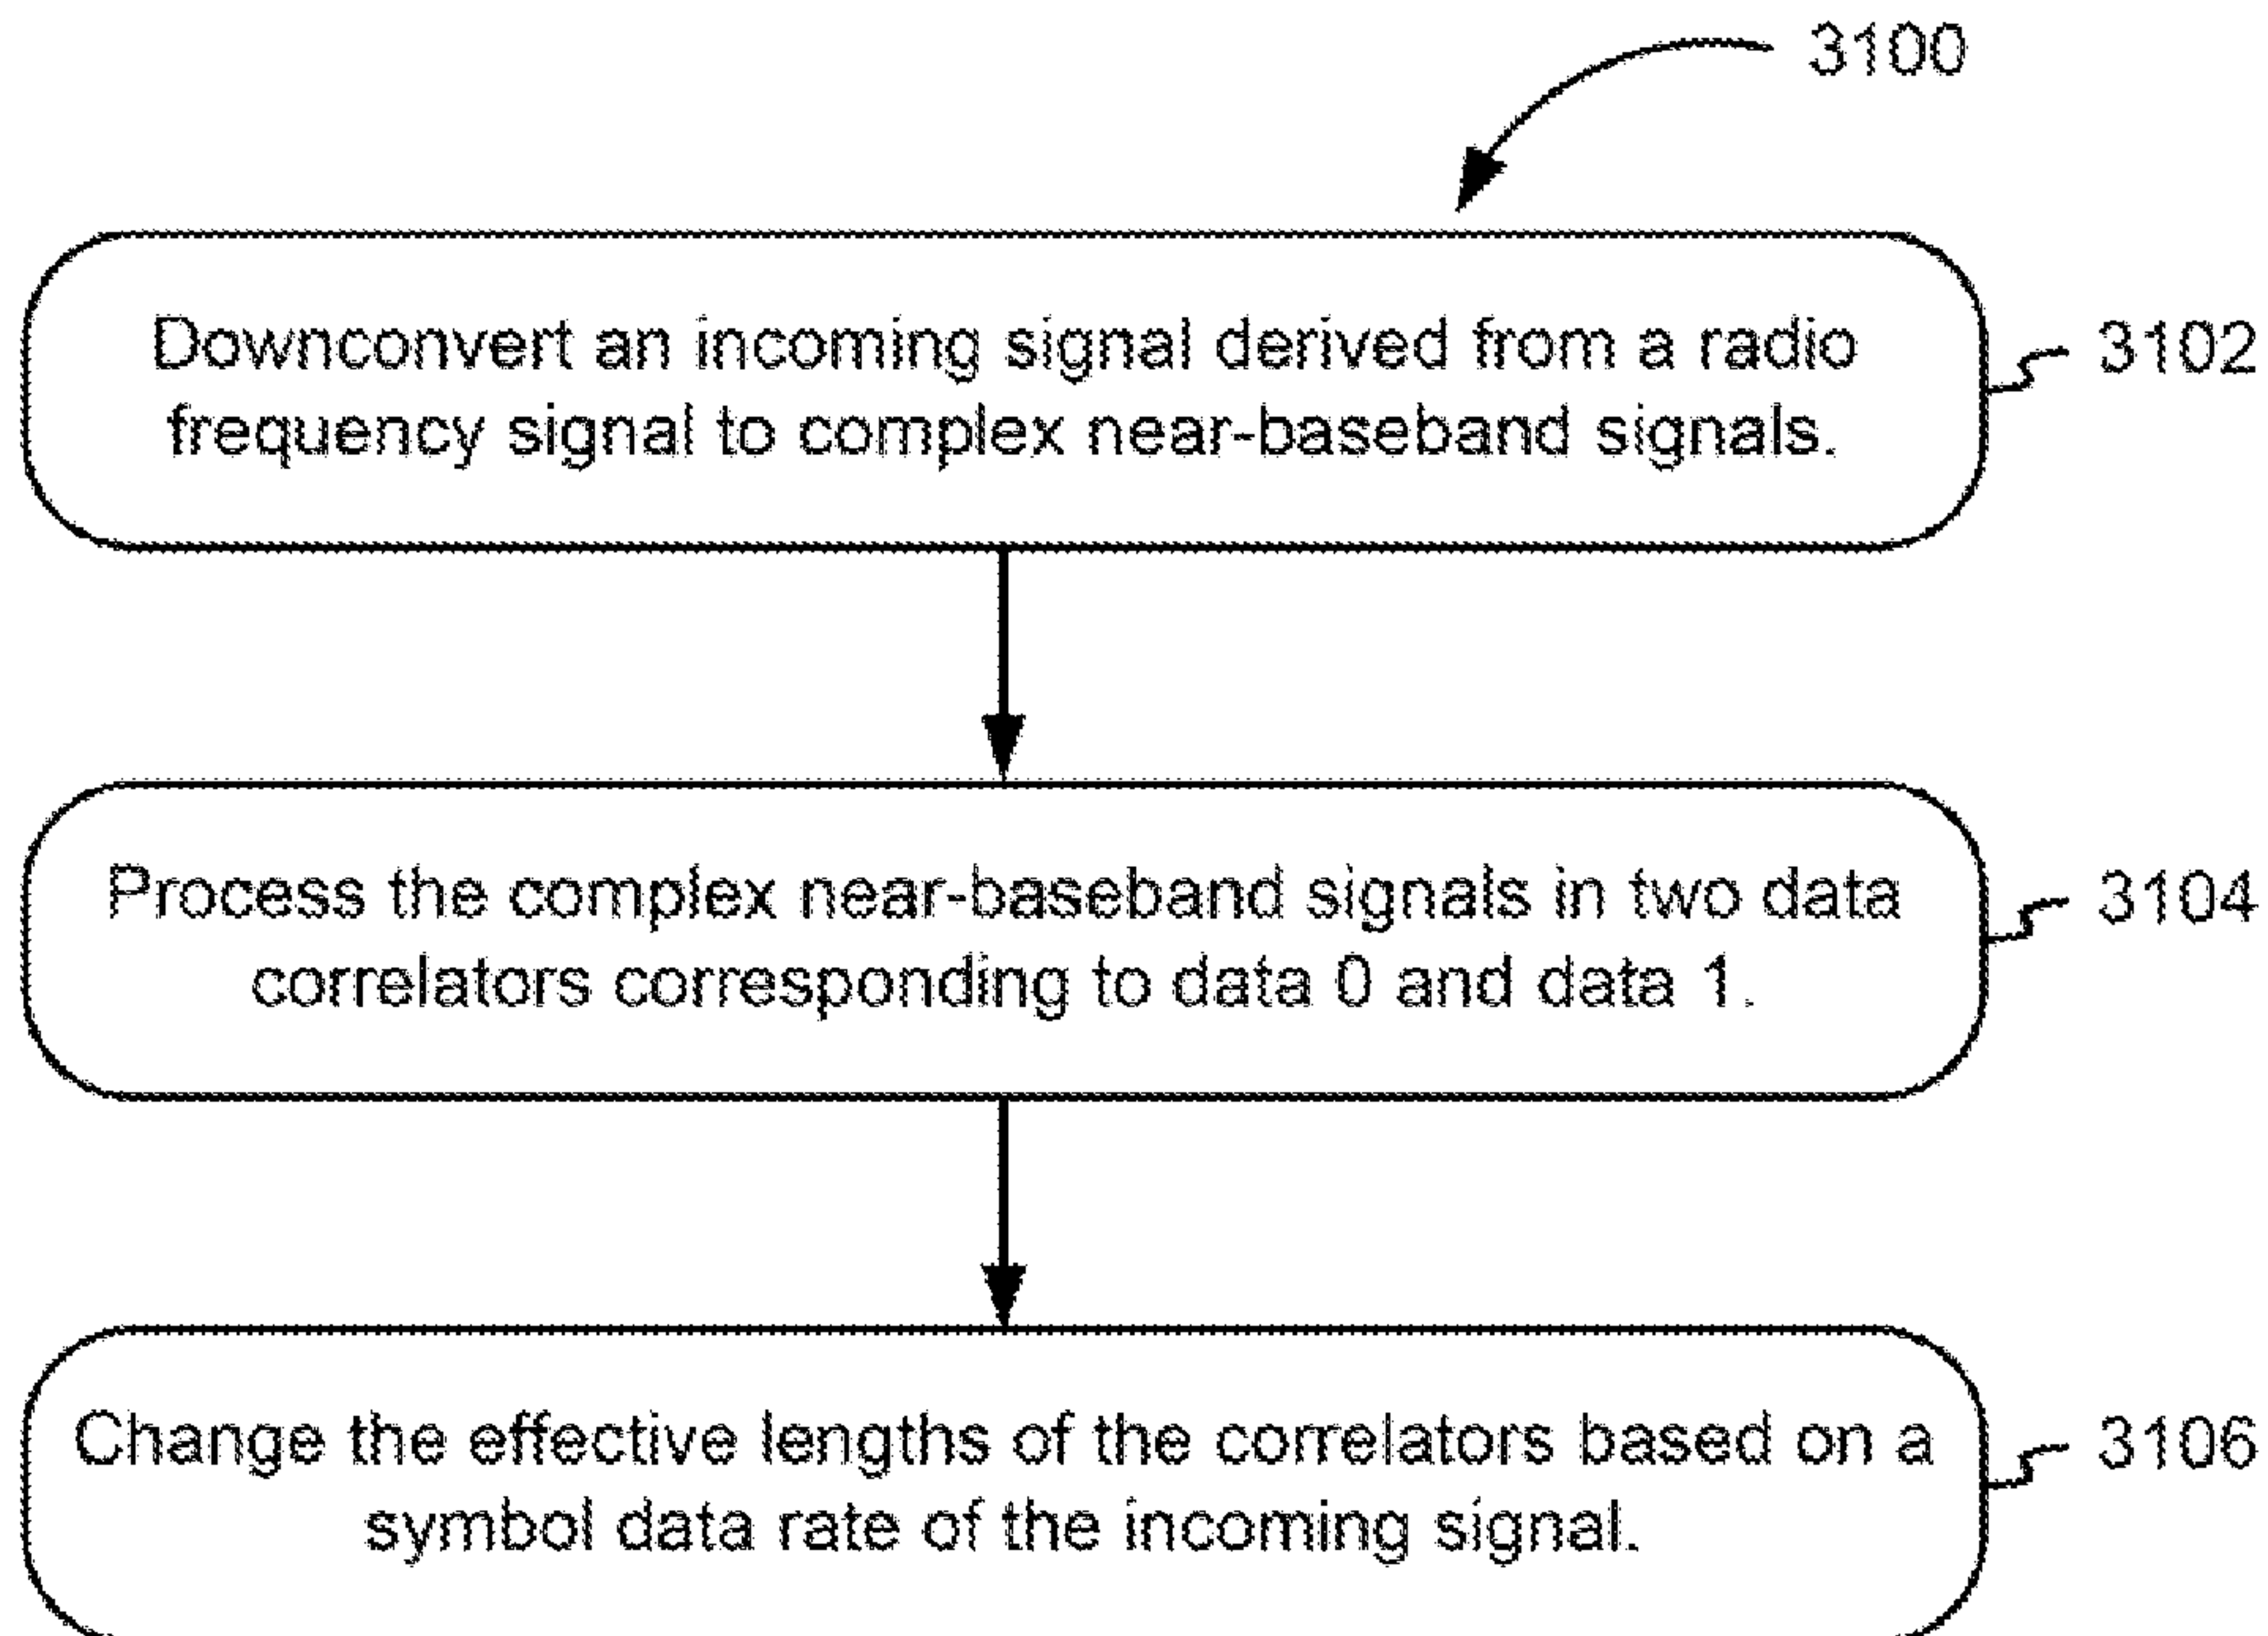 3100
Downconvert an incoming signal derived from a radio
frequency signal to complex near-baseband signals.
3102
Process the complex near-baseband signals in two data
correlators corresponding to data 0 and data 1.
3104
Change the effective lengths of the correlators based on a
symbol data rate of the incoming signal.
3106